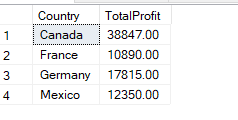 Country TotalProfit
1 Canada 38847.00
2 France 10890.00
3 Germany 17815.00
4 Mexico 12350.00